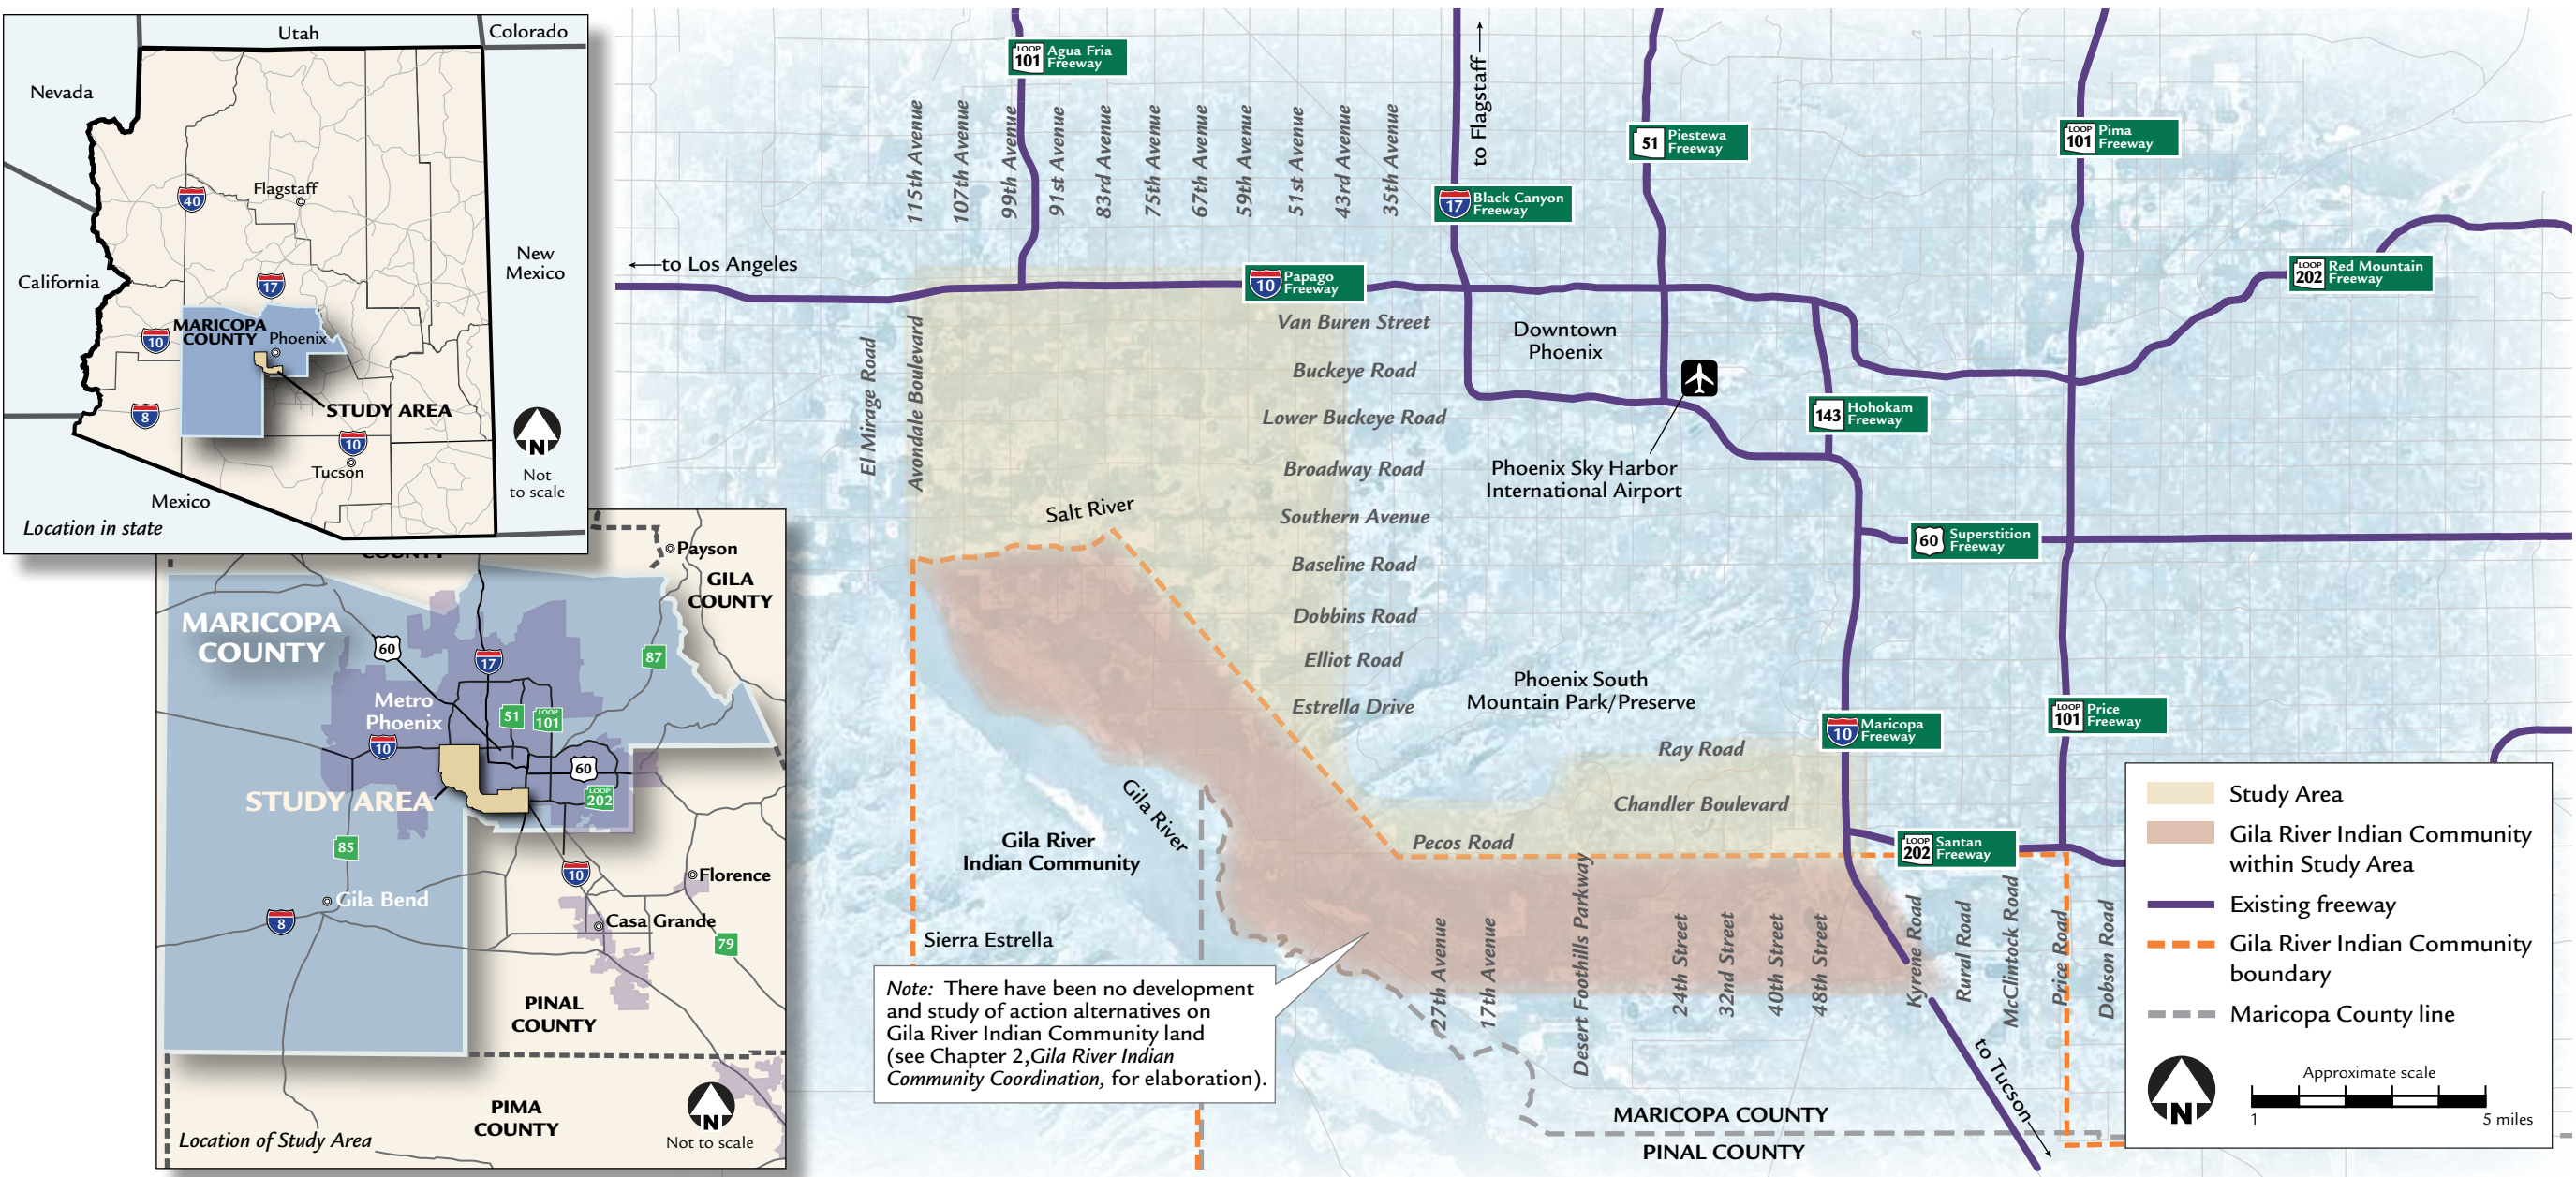 Utah
Colorado
Nevada
40
Flagstaff
California
New
Mexico
17
MARICOPA
COUNTY
Phoenix
10
8
STUDY AREA
10
Tucson
Mexico
N
Not
to scale
Location in state
COUNTY
Payson
GILA
COUNTY
MARICOPA
COUNTY
60
17
87
Metro
Phoenix
51
LOOP
101
10
60
STUDY AREA
LOOP
202
85
10
Florence
Gila Bend
8
Casa Grande
79
PINAL
COUNTY
PIMA
COUNTY
N
Not to scale
Location of Study Area
LOOP
101
Agua Fria
Freeway
to Flagstaff
51
Piestewa
Freeway
LOOP
101
Pima
Freeway
115th Avenue
107th Avenue
99th Avenue
91st Avenue
83rd Avenue
75th Avenue
67th Avenue
59th Avenue
51st Avenue
43rd Avenue
35th Avenue
17
Black Canyon
Freeway
to Los Angeles
10
Papago
Freeway
LOOP
202
Red Mountain
Freeway
El Mirage Road
Avondale Boulevard
Van Buren Street
Buckeye Road
Lower Buckeye Road
Broadway Road
Southern Avenue
Baseline Road
Dobbins Road
Elliot Road
Estrella Drive
Downtown
Phoenix
143
Hohokam
Freeway
Phoenix Sky Harbor
International Airport
Salt River
60
Superstition
Freeway
Phoenix South
Mountain Park/Preserve
Ray Road
10
Maricopa
Freeway
LOOP
101
Price
Freeway
Chandler Boulevard
Pecos Road
LOOP
202
Santan
Freeway
Gila River
Gila River
Indian Community
Sierra Estrella
27th Avenue
17th Avenue
Desert Foothills Parkway
24th Street
32nd Street
40th Street
48th Street
Kyrene Road
Rural Road
McClintock Road
Price Road
Dobson Road
Note: There have been no development
and study of action alternatives on
Gila River Indian Community land
(see Chapter 2,Gila River Indian
Community Coordination, for elaboration).
to Tucson
MARICOPA COUNTY
PINAL COUNTY
Study Area
Gila River Indian Community
within Study Area
Existing freeway
Gila River Indian Community
boundary
Maricopa County line
N
Approximate scale
1
5 miles